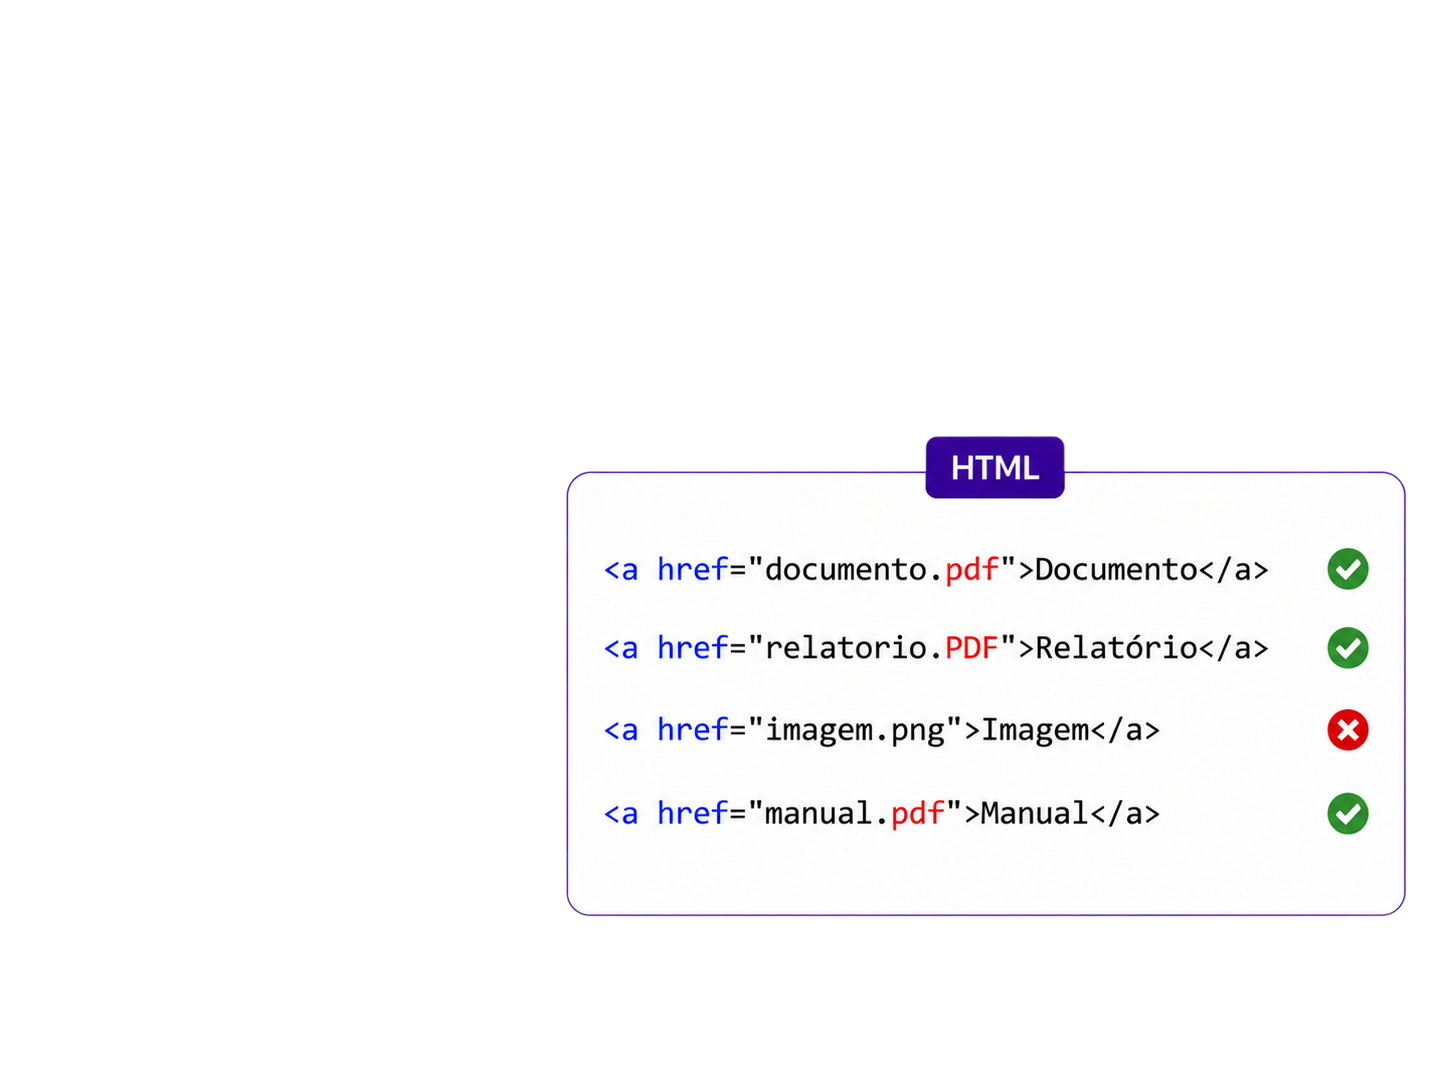 HTML
<a href="documento.pdf">Documento</a>
<a href="relatorio.PDF">Relatório</a>
<a href="imagem.png">Imagem</a>
<a href="manual.pdf">Manual</a>